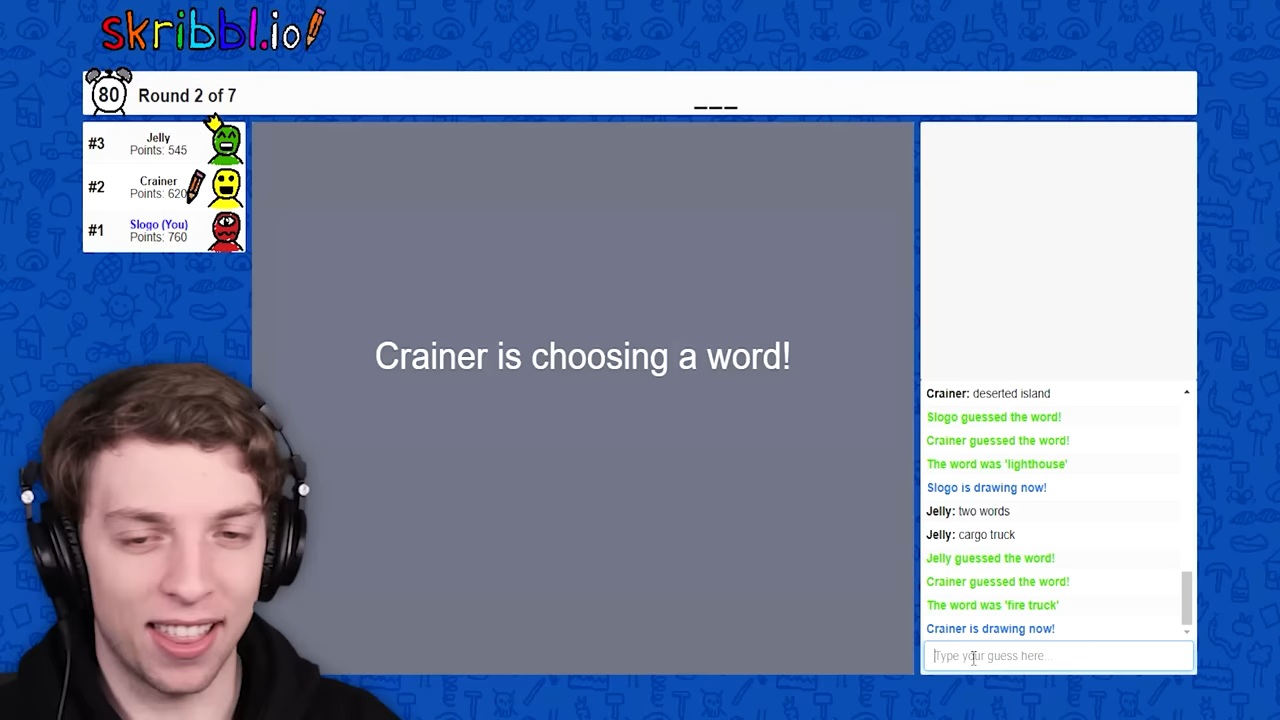 skribbl.io
80
Round 2 of 7
___
#3
Jelly
Points: 545
#2
Crainer
Points: 620
#1
Slogo (You)
Points: 760
Crainer is choosing a word!
Crainer: deserted island
Slogo guessed the word!
Crainer guessed the word!
The word was 'lighthouse'
Slogo is drawing now!
Jelly: two words
Jelly: cargo truck
Jelly guessed the word!
Crainer guessed the word!
The word was 'fire truck'
Crainer is drawing now!
Type your guess here...